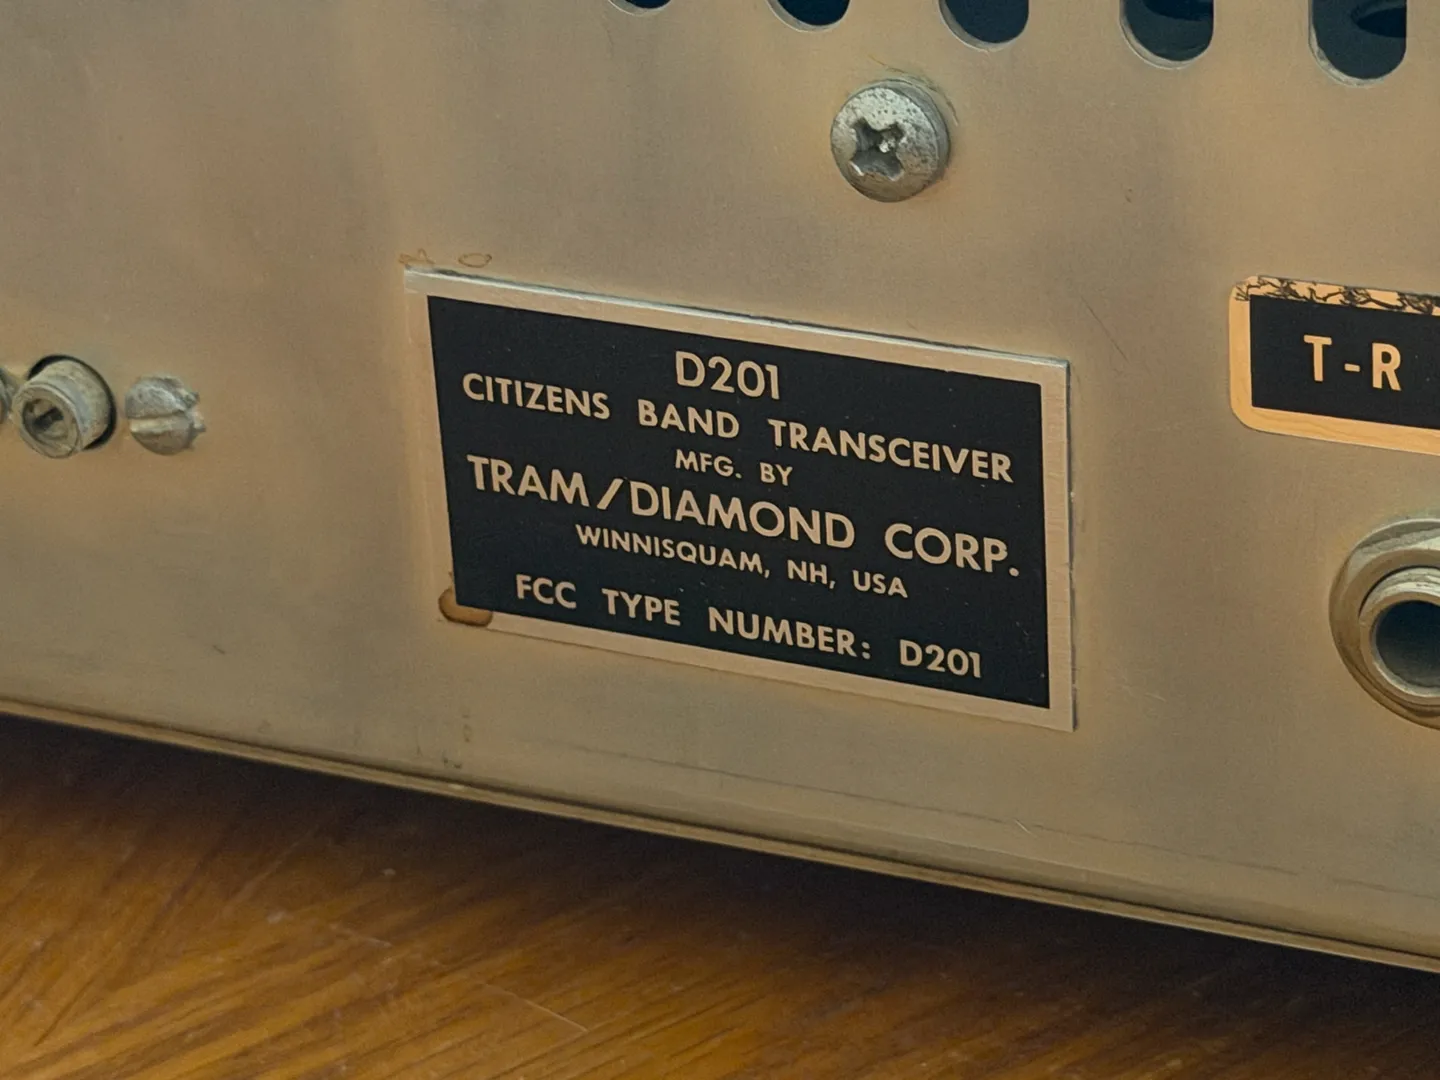 D201
CITIZENS BAND TRANSCEIVER
MFG. BY
TRAM/DIAMOND CORP.
WINNISQUAM, NH, USA
FCC TYPE NUMBER: D201
T-R